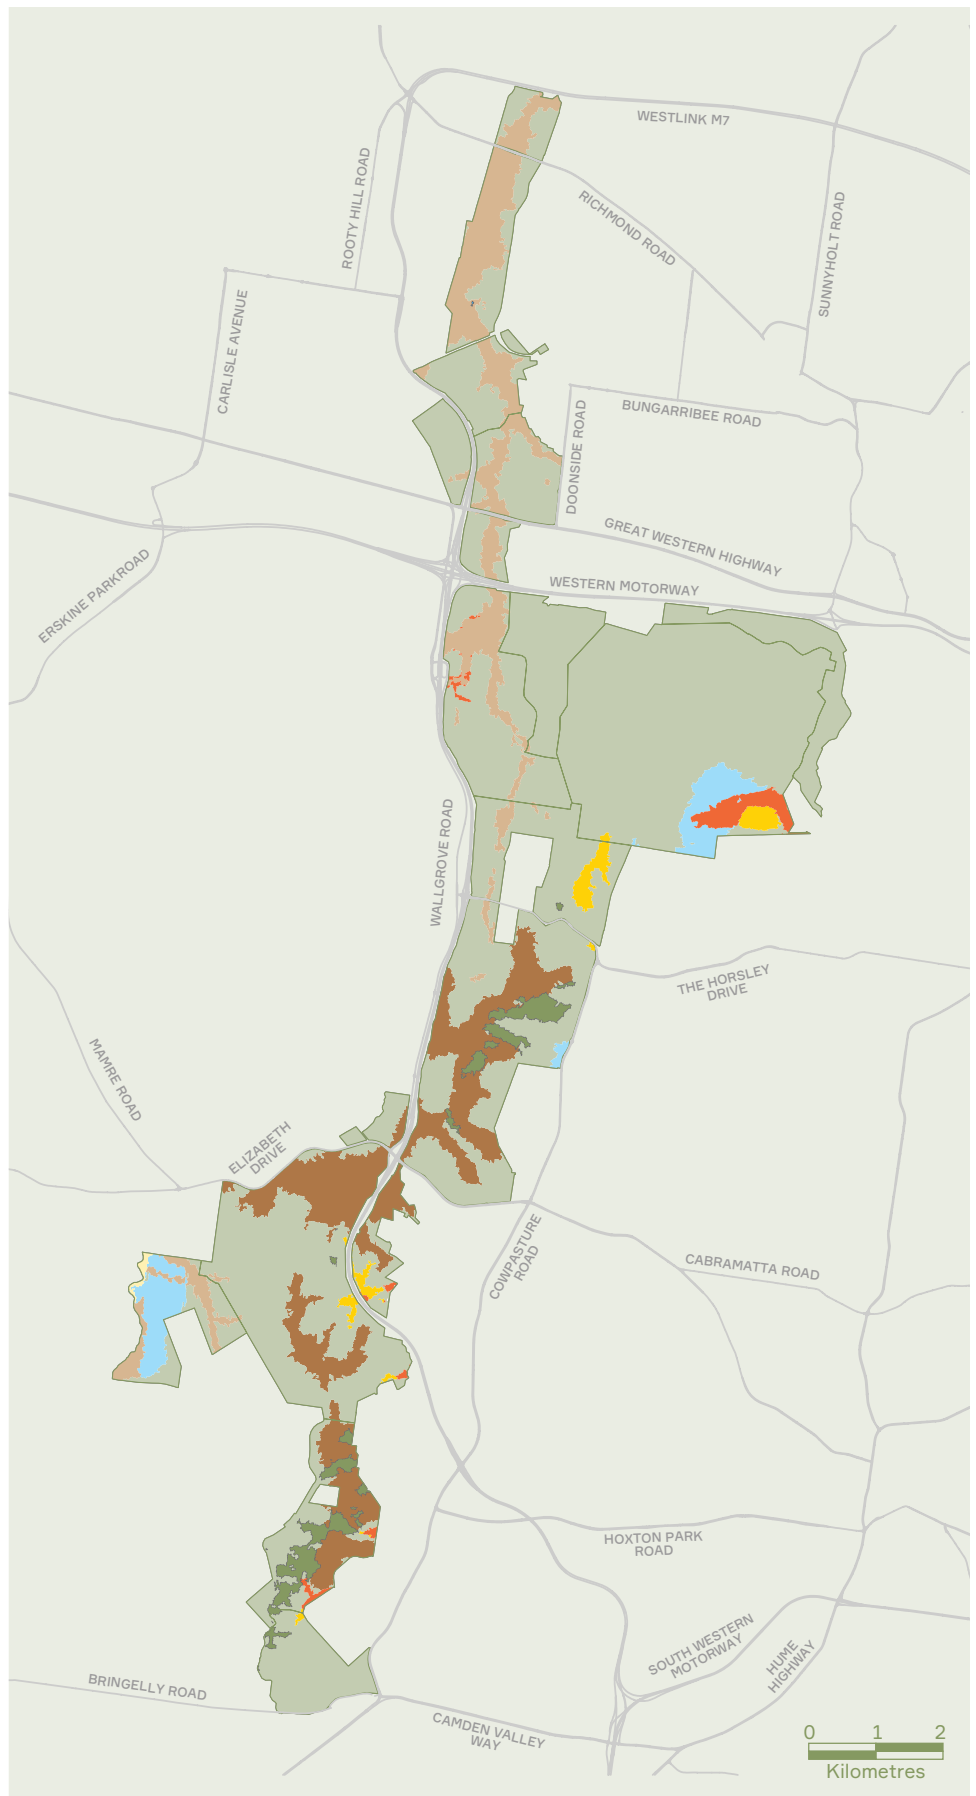 WESTLINK M7
ROOTY HILL ROAD
RICHMOND ROAD
SUNNYHOLT ROAD
CARLISLE AVENUE
BUNGARRIBEE ROAD
DOONSIDE ROAD
GREAT WESTERN HIGHWAY
WESTERN MOTORWAY
ERSKINE PARKROAD
WALLGROVE ROAD
THE HORSLEY
DRIVE
MAMRE ROAD
ELIZABETH
DRIVE
COWPASTURE
ROAD
CABRAMATTA ROAD
HOXTON PARK
ROAD
SOUTH WESTERN
MOTORWAY
HUME
HIGHWAY
BRINGELLY ROAD
CAMDEN VALLEY
WAY
0 1 2
Kilometres